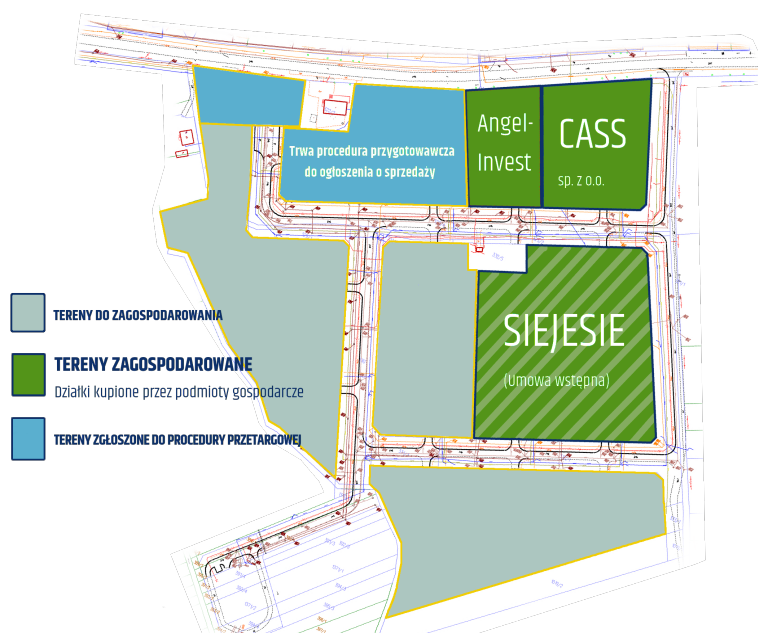 Angel-
Invest
CASS
sp. z o.o.
Trwa procedura przygotowawcza
do ogłoszenia o sprzedaży
SIEJESIE
(Umowa wstępna)
TERENY DO ZAGOSPODAROWANIA
TERENY ZAGOSPODAROWANE
Działki kupione przez podmioty gospodarcze
TERENY ZGŁOSZONE DO PROCEDURY PRZETARGOWEJ